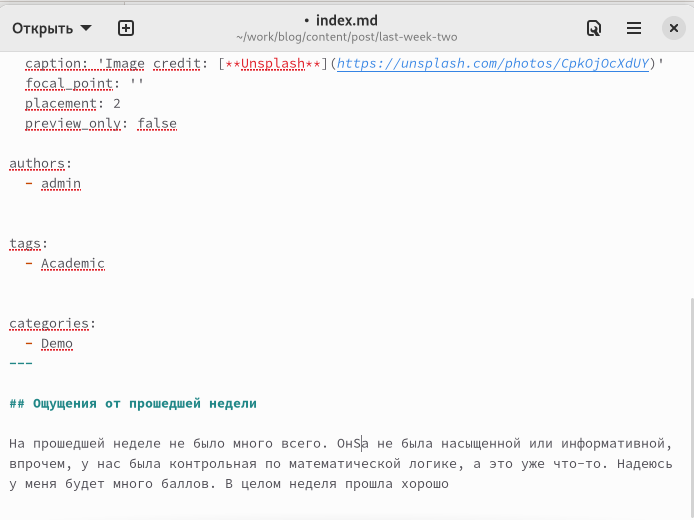 Открыть
• index.md
~/work/blog/content/post/last-week-two
caption: 'Image credit: [**Unsplash**](https://unsplash.com/photos/CpkOjOcXdUY)'
focal_point: ''
placement: 2
preview_only: false
authors:
- admin
tags:
- Academic
categories:
- Demo
---
## Ощущения от прошедшей недели
На прошедшей неделе не было много всего. ОнSа не была насыщенной или информативной,
впрочем, у нас была контрольная по математической логике, а это уже что-то. Надеюсь
у меня будет много баллов. В целом неделя прошла хорошо